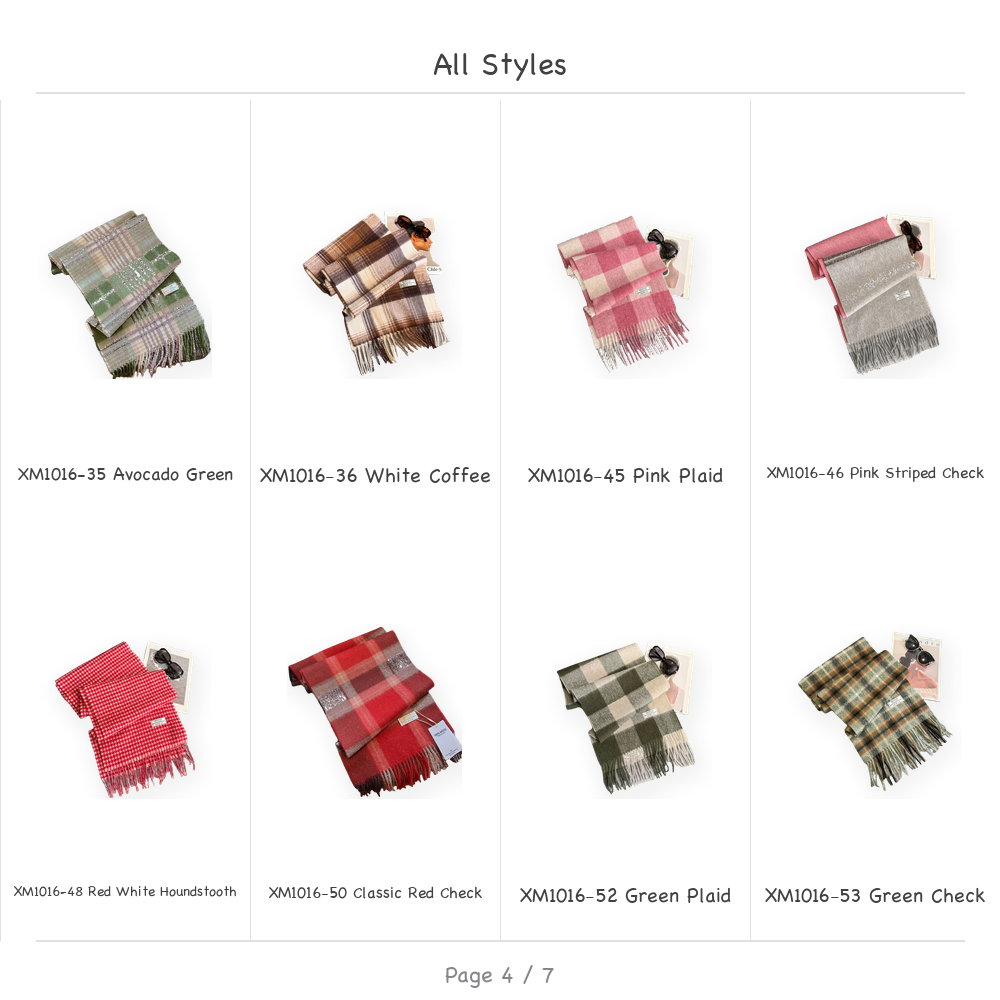 All Styles
XM1016-35 Avocado Green
XM1016-36 White Coffee
XM1016-45 Pink Plaid
XM1016-46 Pink Striped Check
XM1016-48 Red White Houndstooth
XM1016-50 Classic Red Check
XM1016-52 Green Plaid
XM1016-53 Green Check
Page 4 / 7